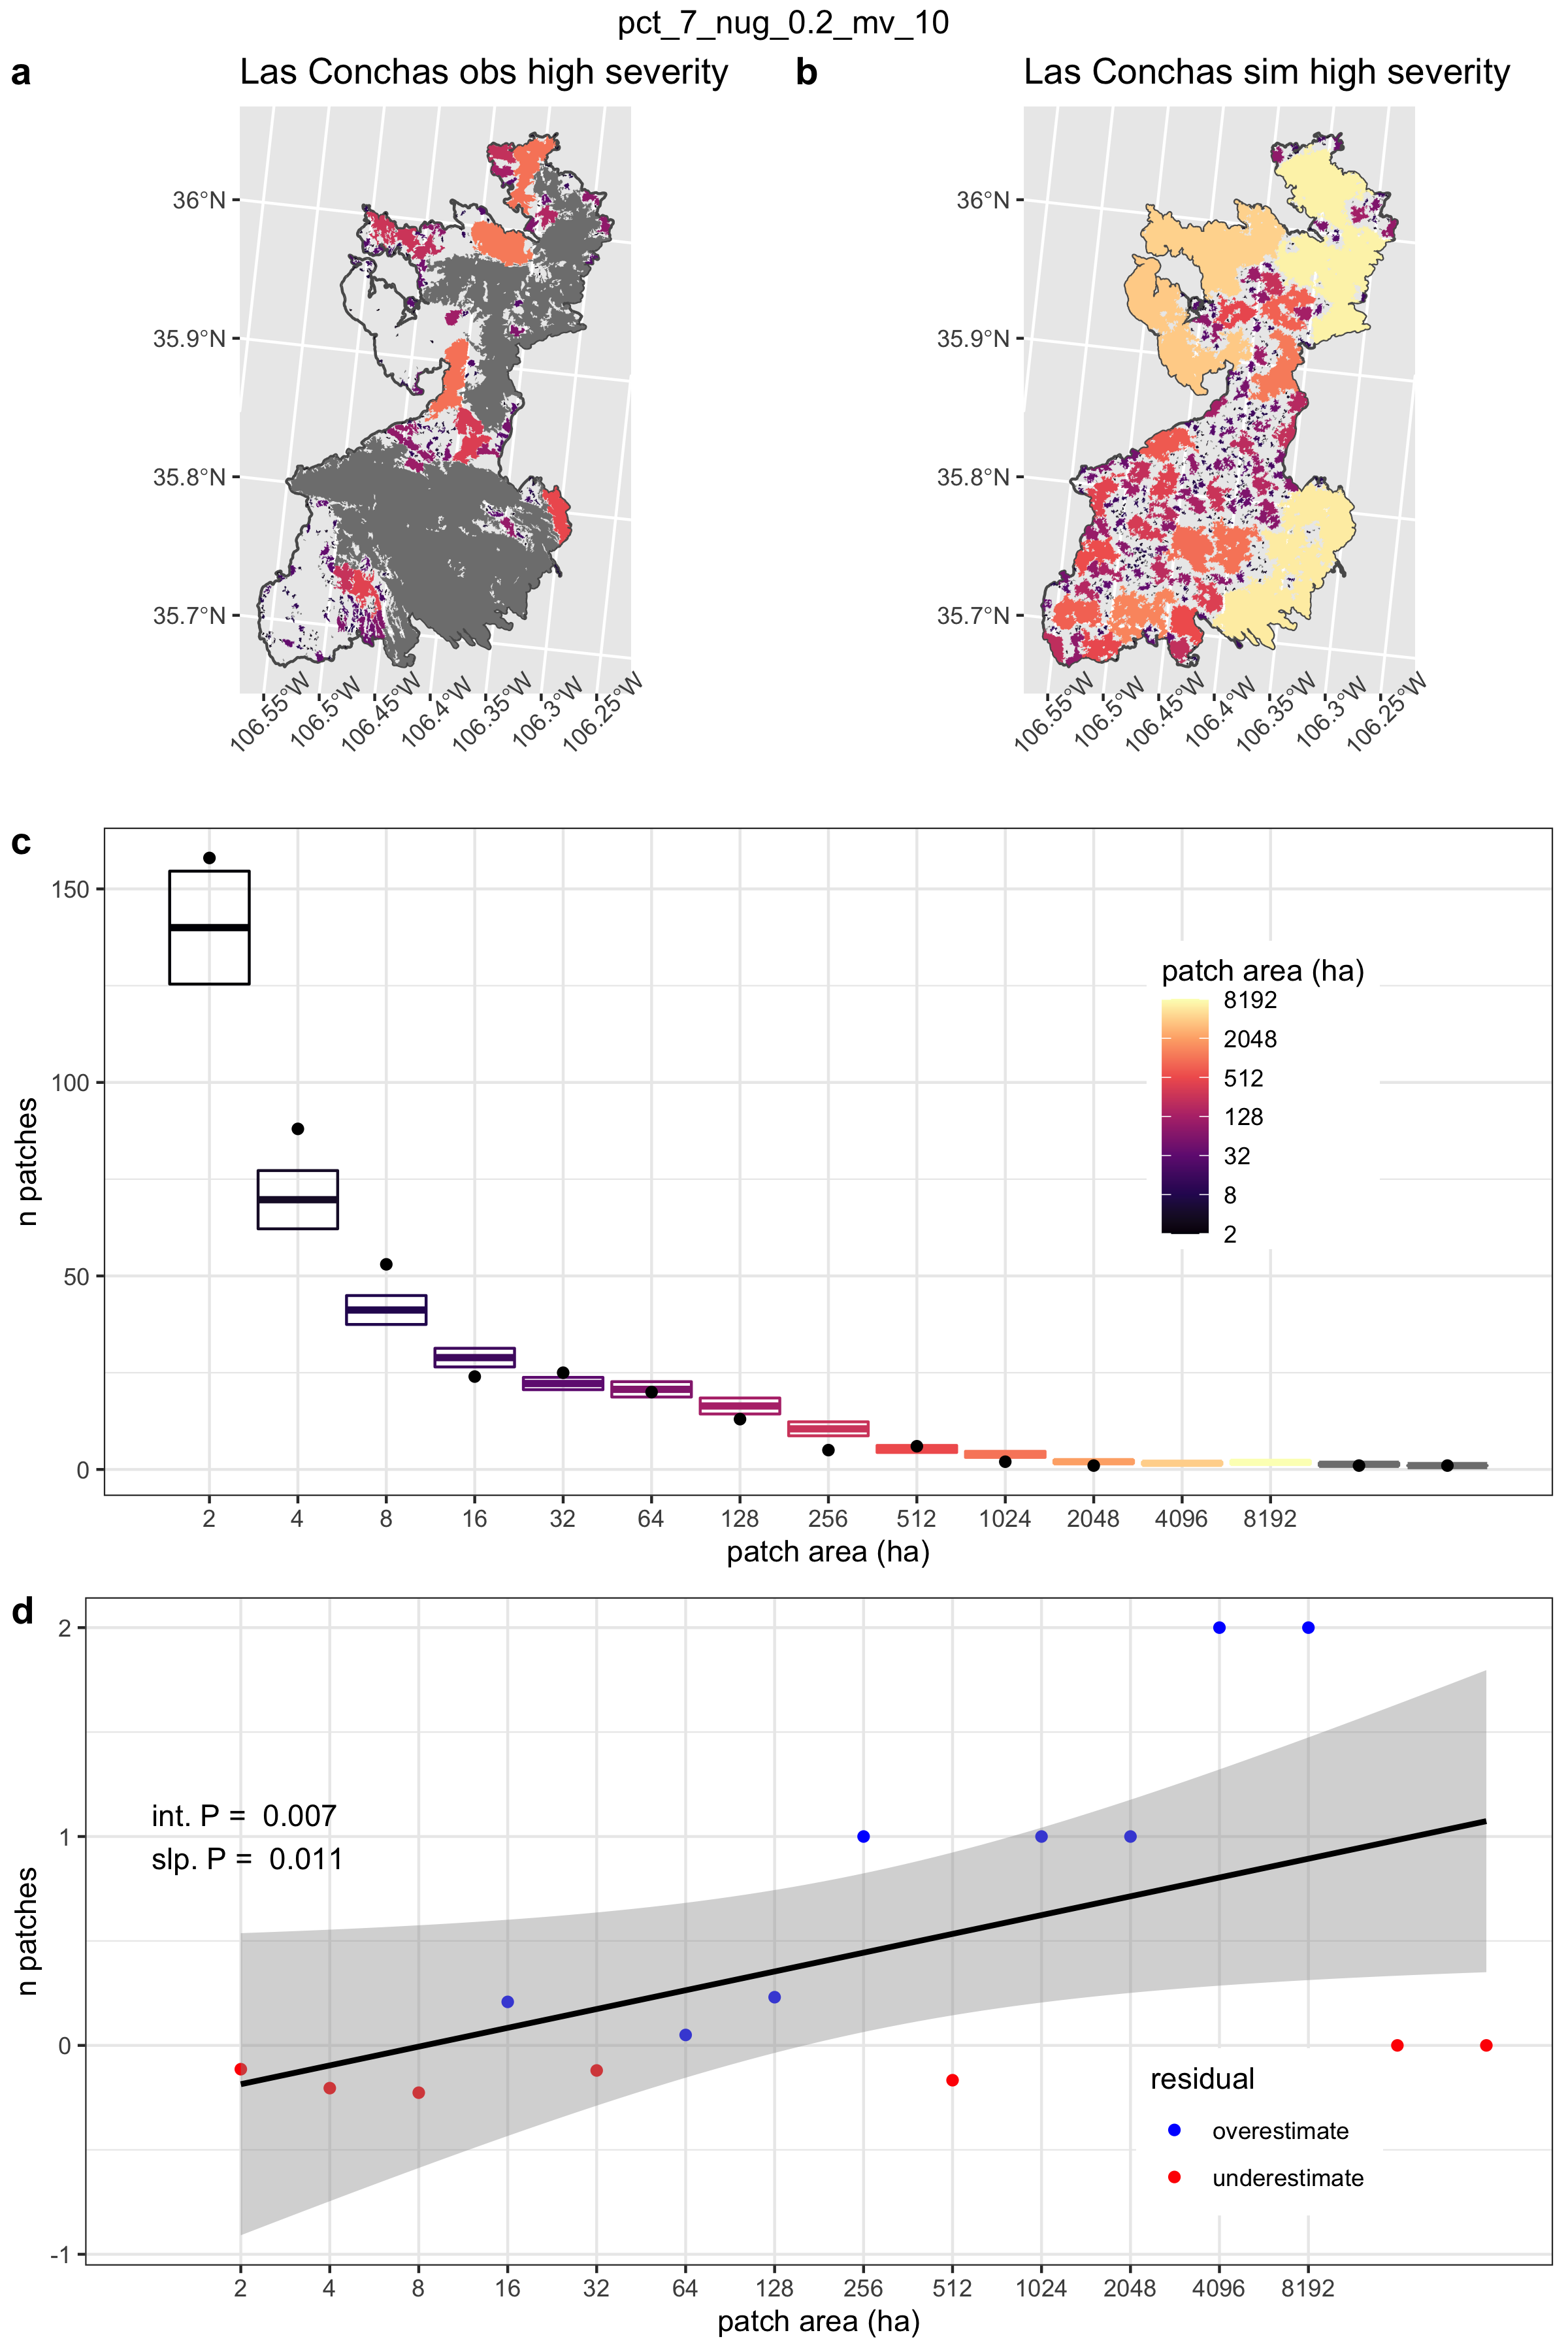 pct_7_nug_0.2_mv_10
a
Las Conchas obs high severity
36°N
35.9°N
35.8°N
35.7°N
106.55°W
106.5°W
106.45°W
106.4°W
106.35°W
106.3°W
106.25°W
b
Las Conchas sim high severity
36°N
35.9°N
35.8°N
35.7°N
106.55°W
106.5°W
106.45°W
106.4°W
106.35°W
106.3°W
106.25°W
c
n patches
150
100
50
0
patch area (ha)
8192
2048
512
128
32
8
2
2 4 8 16 32 64 128 256 512 1024 2048 4096 8192
patch area (ha)
d
n patches
2
1
0
-1
int. P = 0.007
slp. P = 0.011
residual
overestimate
underestimate
2 4 8 16 32 64 128 256 512 1024 2048 4096 8192
patch area (ha)